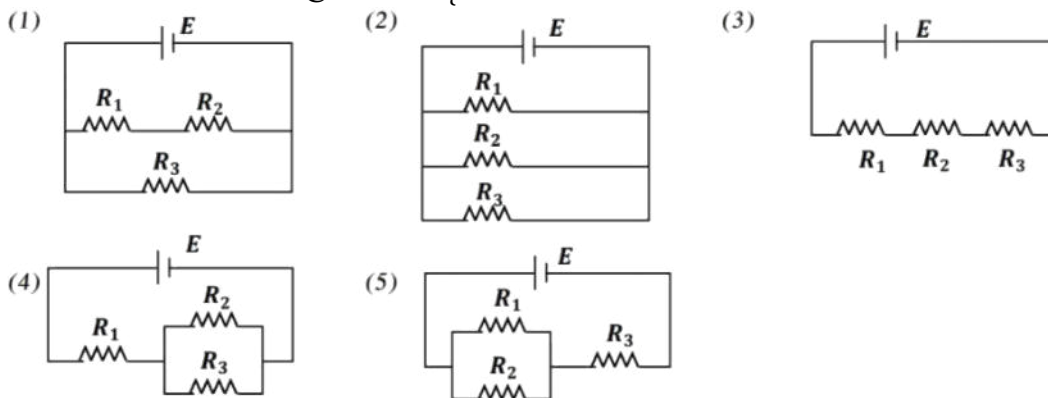 (1)
E
R₁ R₂
R₃
(2)
E
R₁
R₂
R₃
(3)
E
R₁ R₂ R₃
(4)
E
R₂
R₁
R₃
(5)
E
R₁
R₃
R₂